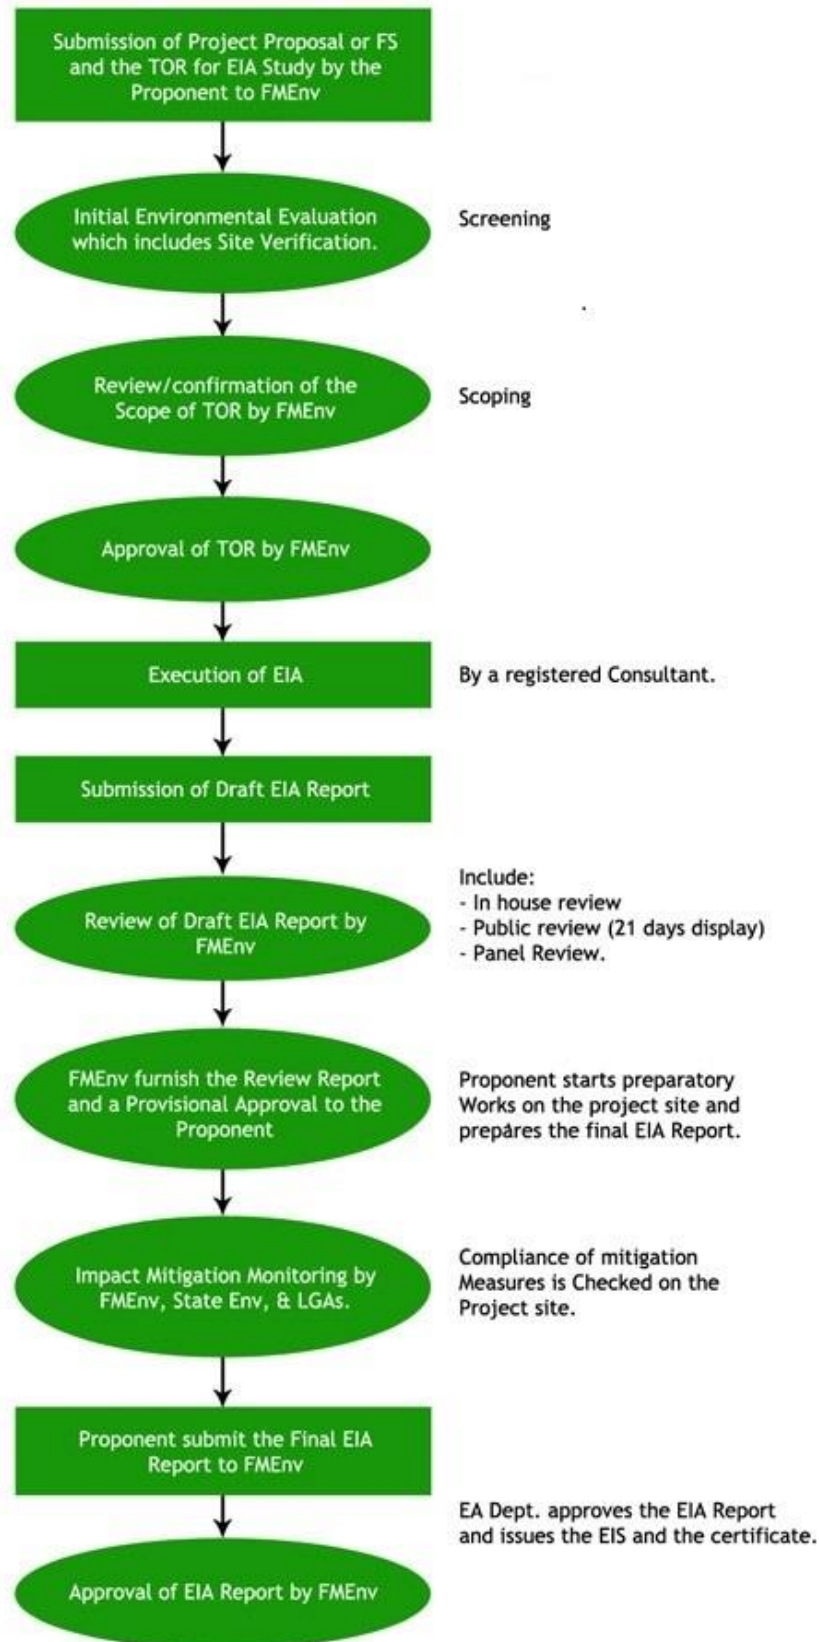 Submission of Project Proposal or FS
and the TOR for EIA Study by the
Proponent to FMEnv
Initial Environmental Evaluation
which includes Site Verification.
Screening
Review/confirmation of the
Scope of TOR by FMEnv
Scoping
Approval of TOR by FMEnv
Execution of EIA
By a registered Consultant.
Submission of Draft EIA Report
Review of Draft EIA Report by
FMEnv
Include:
- In house review
- Public review (21 days display)
- Panel Review.
FMEnv furnish the Review Report
and a Provisional Approval to the
Proponent
Proponent starts preparatory
Works on the project site and
prepares the final EIA Report.
Impact Mitigation Monitoring by
FMEnv, State Env, & LGAs.
Compliance of mitigation
Measures is Checked on the
Project site.
Proponent submit the Final EIA
Report to FMEnv
EA Dept. approves the EIA Report
and issues the EIS and the certificate.
Approval of EIA Report by FMEnv